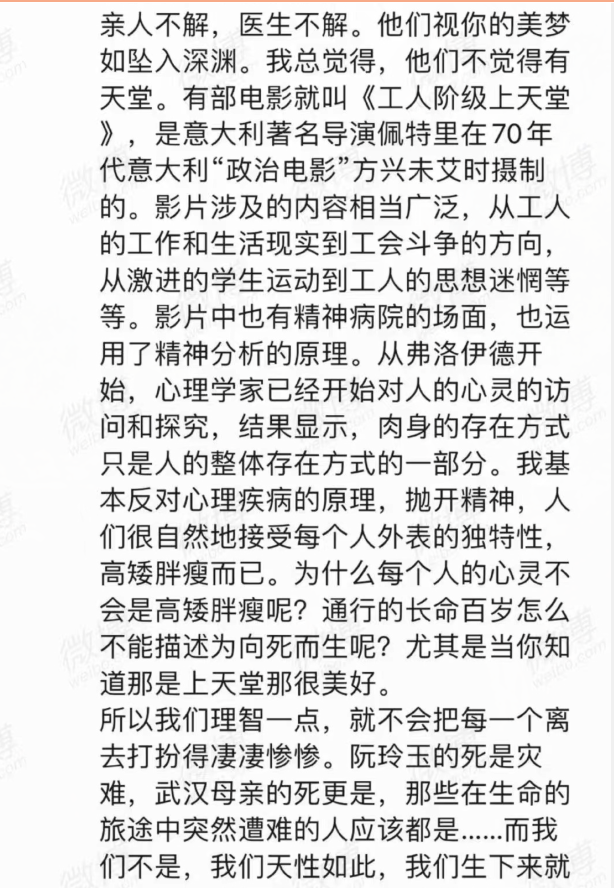 亲人不解，医生不解。他们视你的美梦
如坠入深渊。我总觉得，他们不觉得有
天堂。有部电影就叫《工人阶级上天堂
》，是意大利著名导演佩特里在70年
代意大利“政治电影”方兴未艾时摄制
的。影片涉及的内容相当广泛，从工人
的工作和生活现实到工会斗争的方向，
从激进的学生运动到工人的思想迷惘等
等。影片中也有精神病院的场面，也运
用了精神分析的原理。从弗洛伊德开
始，心理学家已经开始对人的心灵的访
问和探究，结果显示，肉身的存在方式
只是人的整体存在方式的一部分。我基
本反对心理疾病的原理，抛开精神，人
们很自然地接受每个人外表的独特性，
高矮胖瘦而已。为什么每个人的心灵不
会是高矮胖瘦呢？通行的长命百岁怎么
不能描述为向死而生呢？尤其是当你知
道那是上天堂那很美好。
所以我们理智一点，就不会把每一个离
去打扮得凄凄惨惨。阮玲玉的死是灾
难，武汉母亲的死更是，那些在生命的
旅途中突然遭难的人应该都是……而我
们不是，我们天性如此，我们生下来就